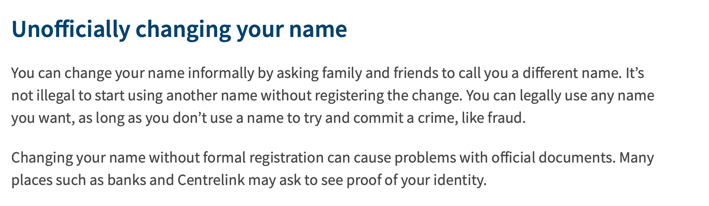 Unofficially changing your name
You can change your name informally by asking family and friends to call you a different name. It's
not illegal to start using another name without registering the change. You can legally use any name
you want, as long as you don't use a name to try and commit a crime, like fraud.
Changing your name without formal registration can cause problems with official documents. Many
places such as banks and Centrelink may ask to see proof of your identity.